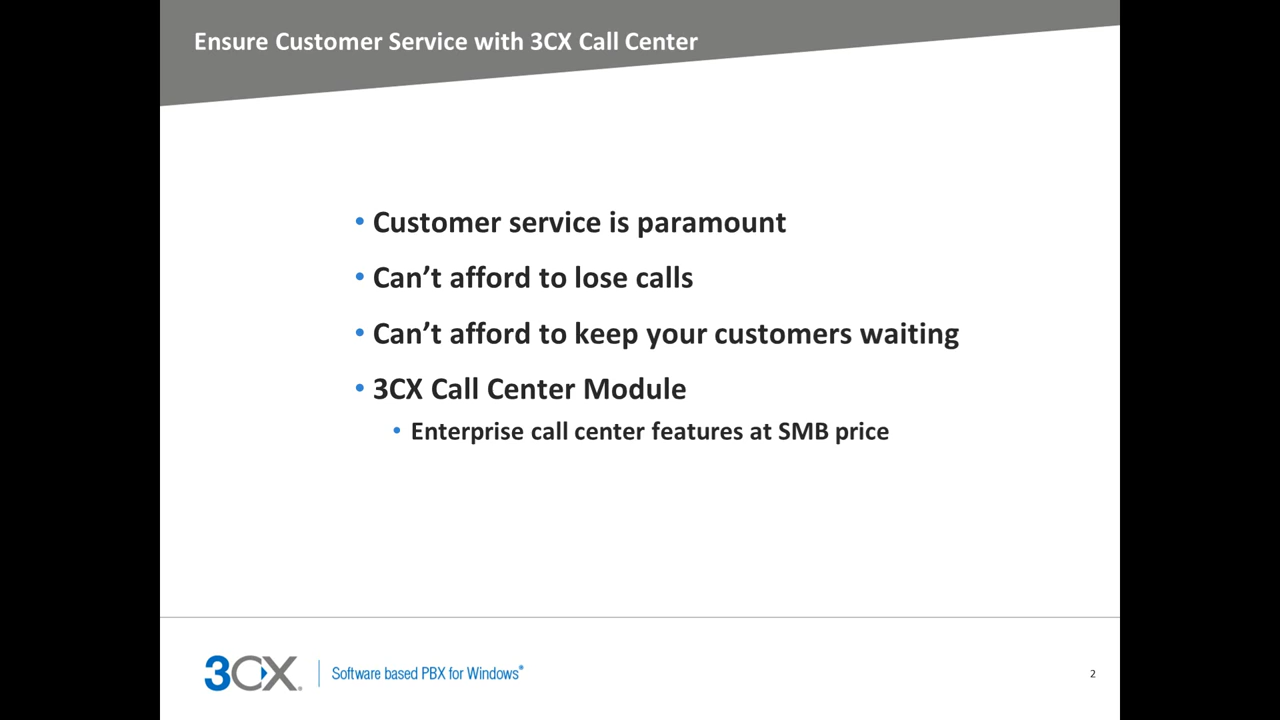 Ensure Customer Service with 3CX Call Center
• Customer service is paramount
• Can’t afford to lose calls
• Can’t afford to keep your customers waiting
• 3CX Call Center Module
• Enterprise call center features at SMB price
3CX® Software based PBX for Windows®
2